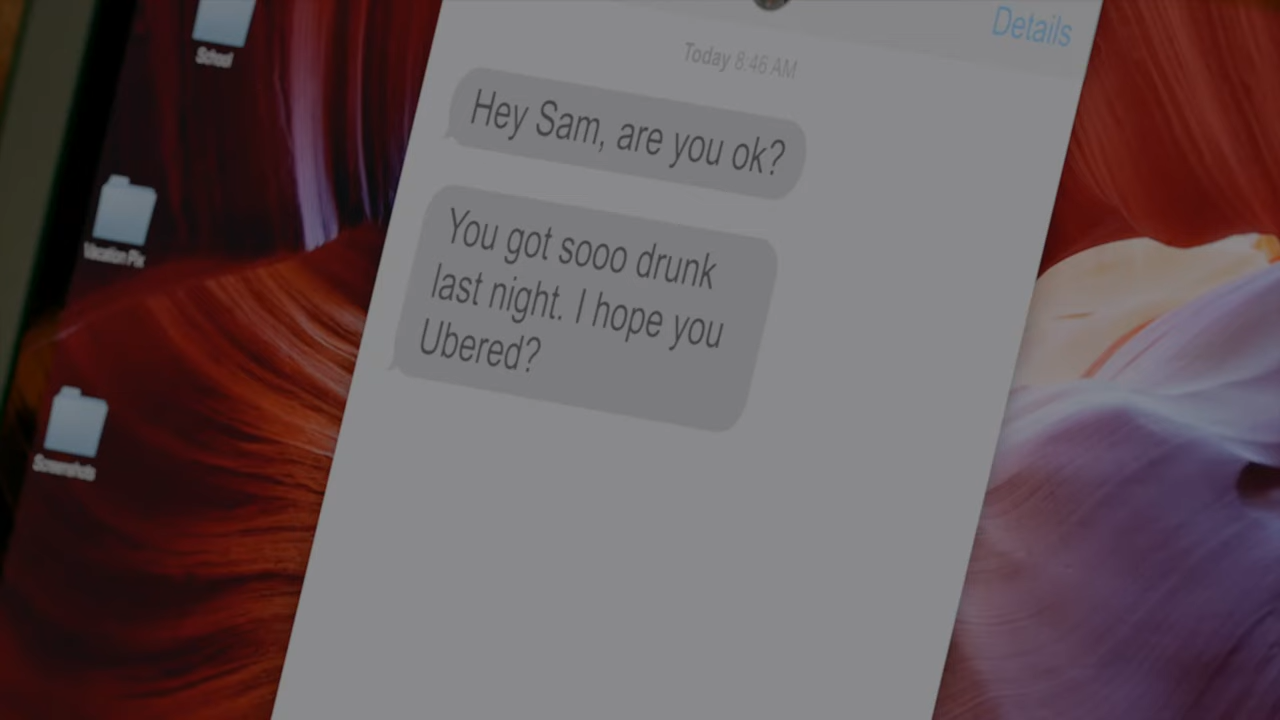 School
Details
Today 8:46 AM
Hey Sam, are you ok?
Vacation Pix
You got sooo drunk
last night. I hope you
Ubered?
Screenshots